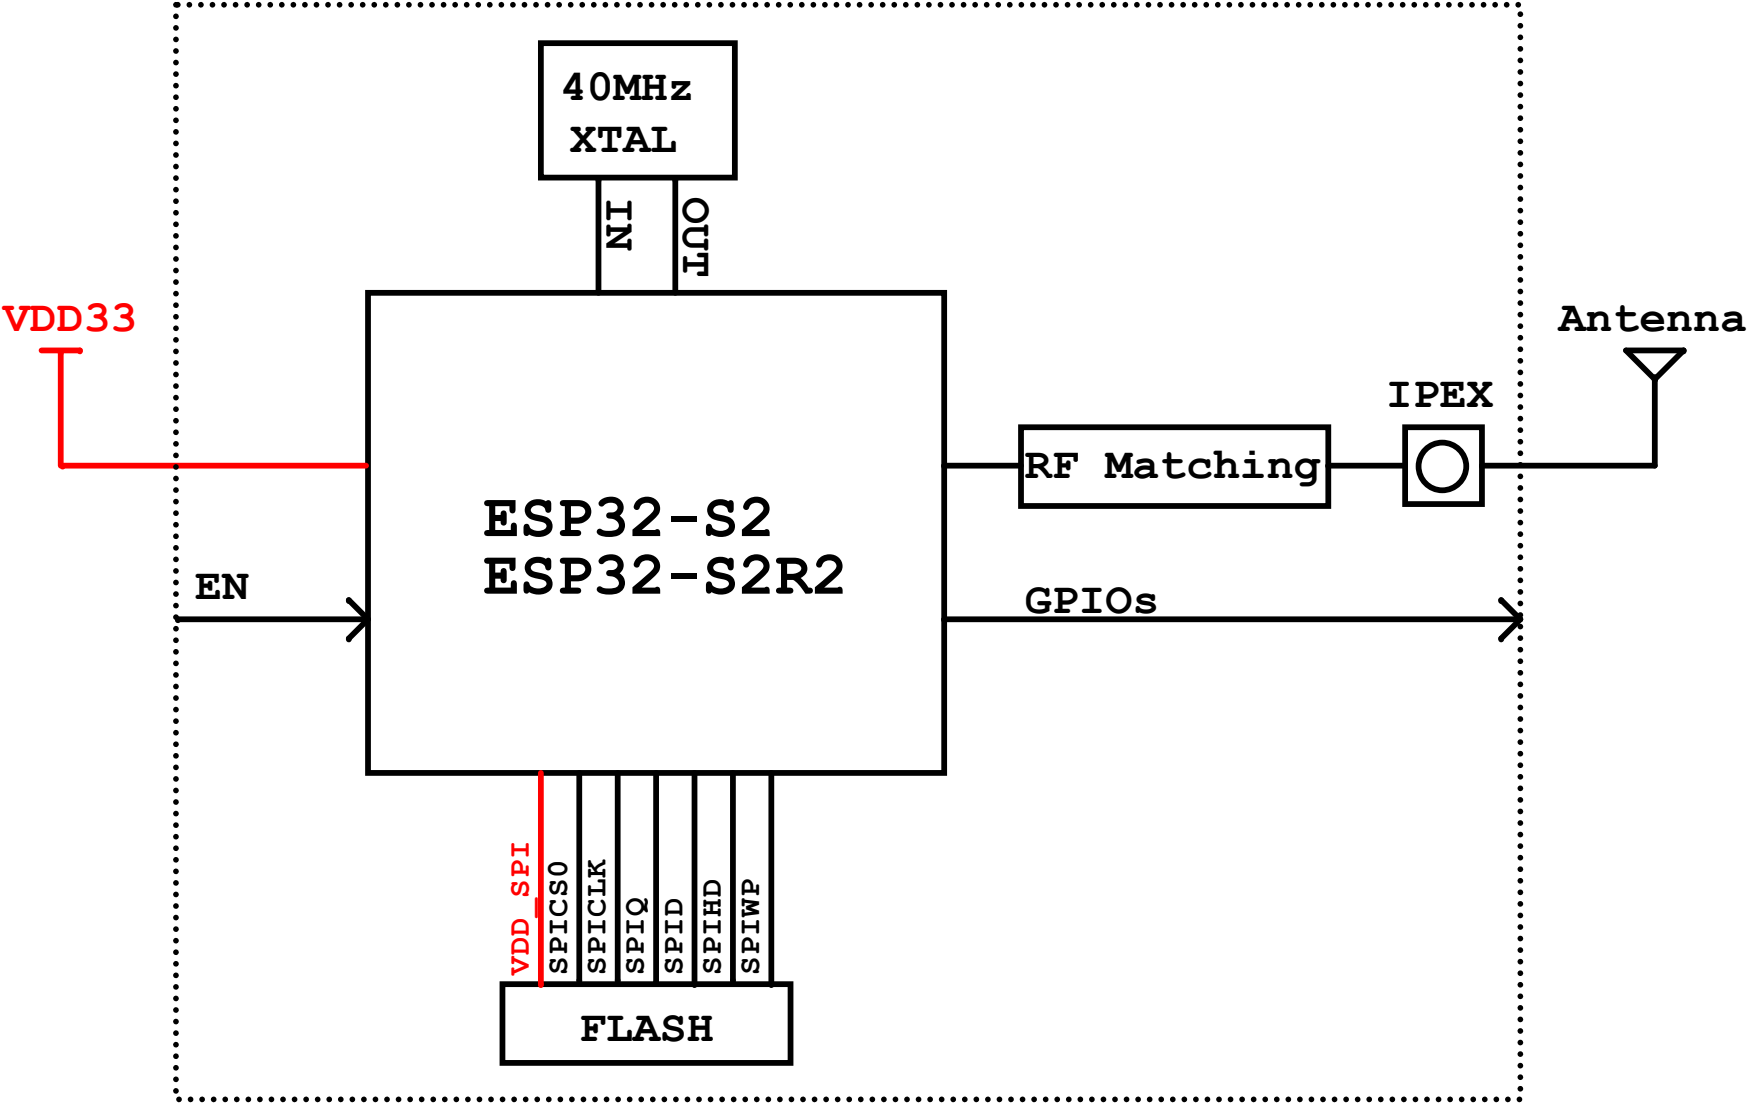 40MHz
XTAL
IN
OUT
VDD33
Antenna
IPEX
RF Matching
ESP32-S2
ESP32-S2R2
EN
GPIOs
VDD_SPI
SPICS0
SPICLK
SPIQ
SPID
SPIHD
SPIWP
FLASH